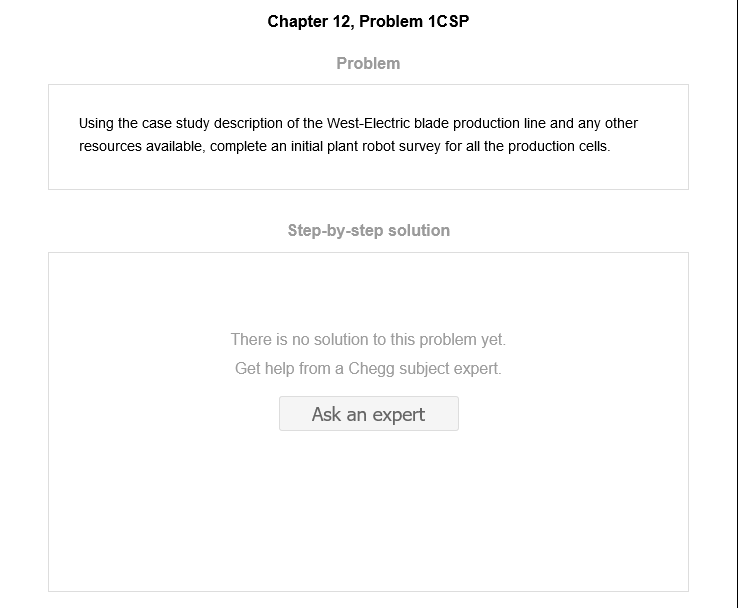 Chapter 12, Problem 1CSP
Problem
Using the case study description of the West-Electric blade production line and any other
resources available, complete an initial plant robot survey for all the production cells.
Step-by-step solution
There is no solution to this problem yet.
Get help from a Chegg subject expert.
Ask an expert